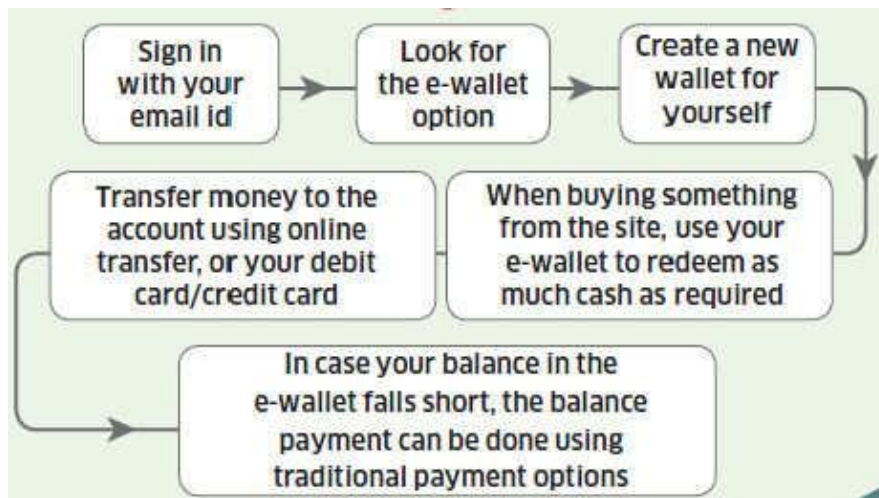 Sign in
with your
email id
Look for
the e-wallet
option
Create a new
wallet for
yourself
When buying something
from the site, use your
e-wallet to redeem as
much cash as required
Transfer money to the
account using online
transfer, or your debit
card/credit card
In case your balance in the
e-wallet falls short, the balance
payment can be done using
traditional payment options